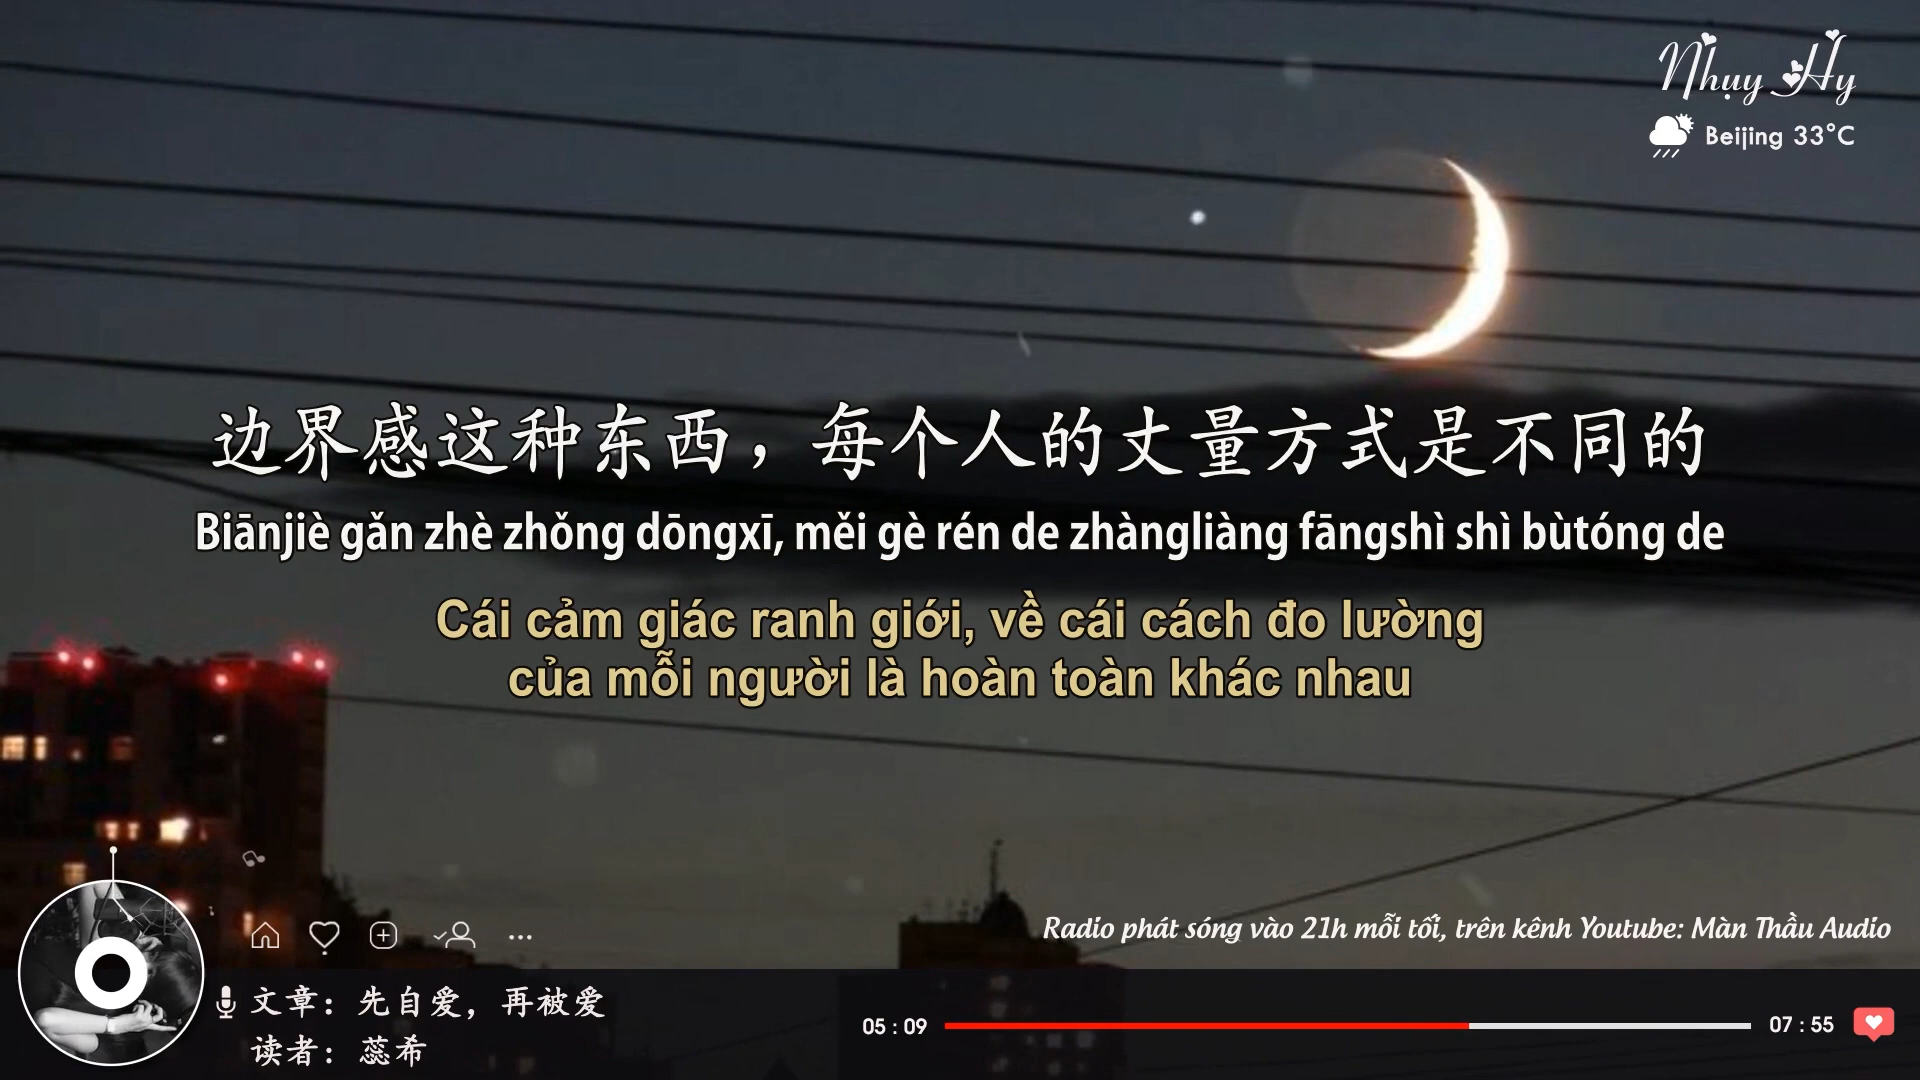 Nhụy Hy
Beijing 33°C
边界感这种东西，每个人的丈量方式是不同的
Biānjiè gǎn zhè zhǒng dōngxī, měi gè rén de zhàngliàng fāngshì shì bùtóng de
Cái cảm giác ranh giới, về cái cách đo lường
của mỗi người là hoàn toàn khác nhau
Radio phát sóng vào 21h mỗi tối, trên kênh Youtube: Màn Thầu Audio
文章：先自爱，再被爱
读者：蕊希
05 : 09
07 : 55